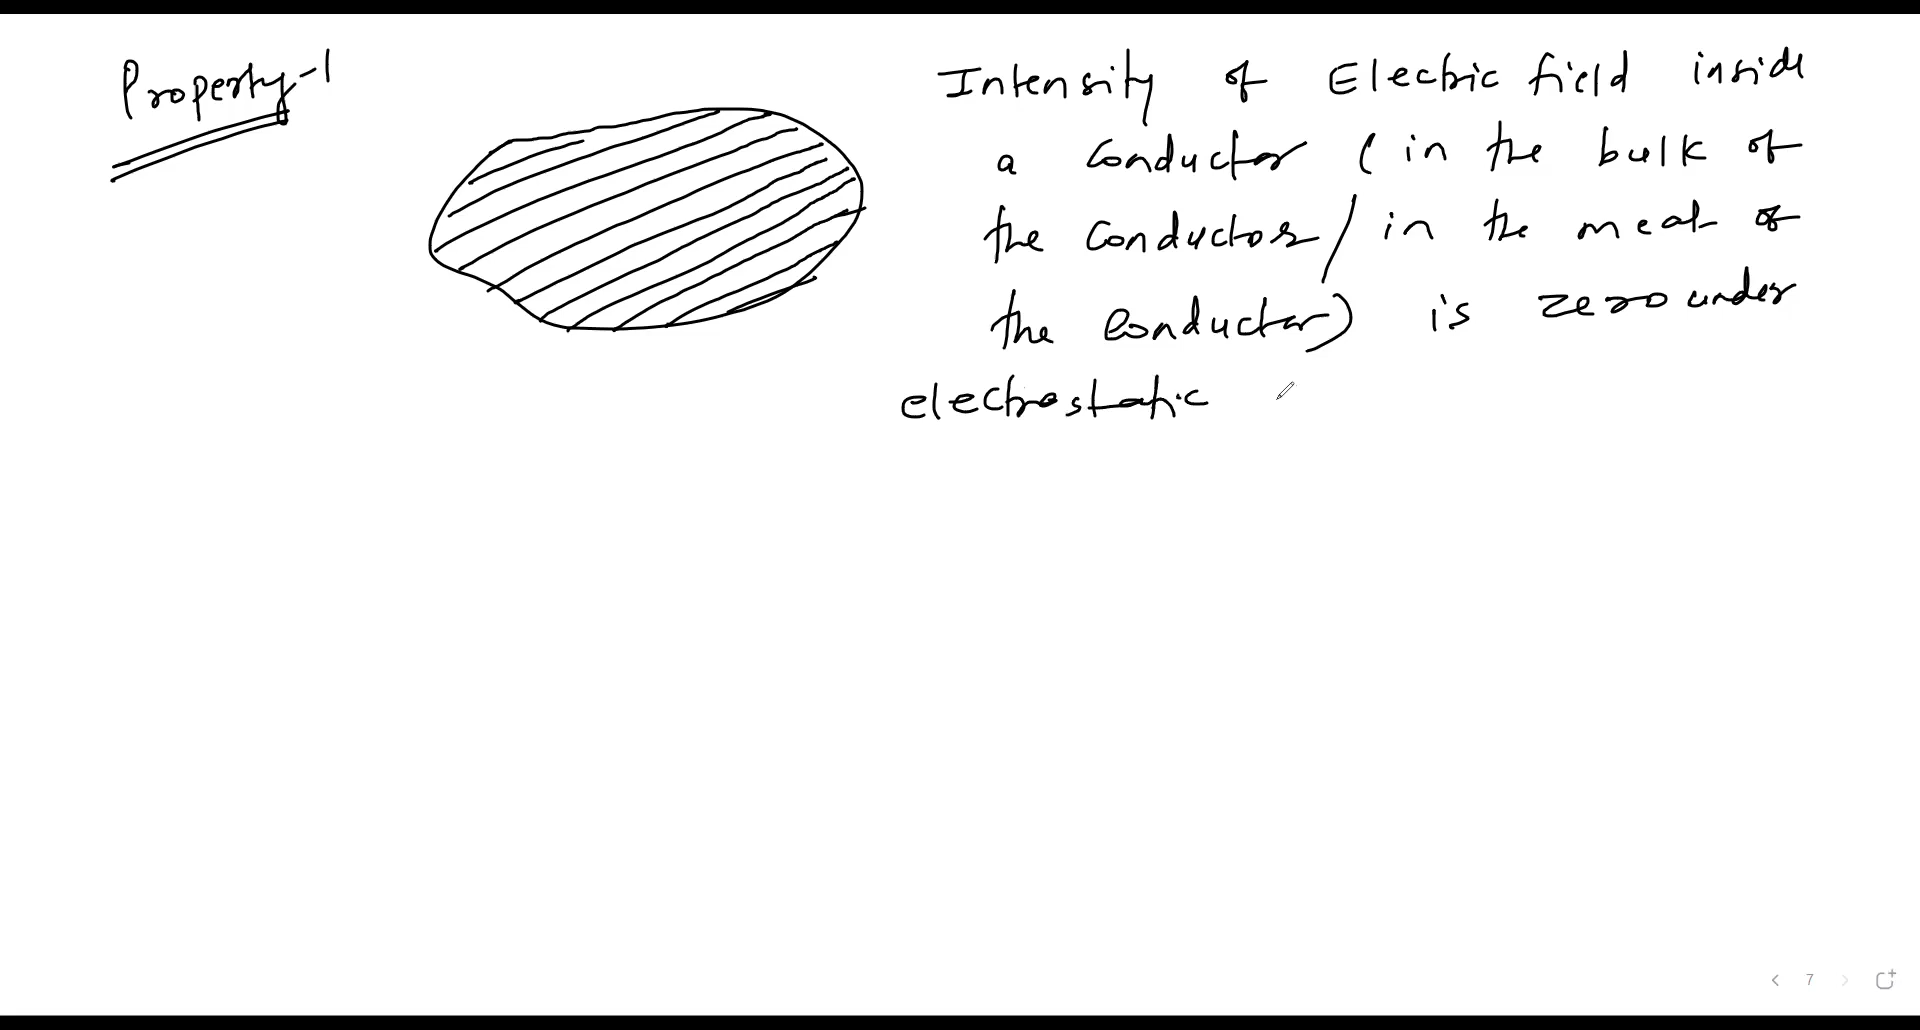 Property-1
Intensity of Electric field inside
a conductor (in the bulk of
the conductor/in the meat of
the conductor) is zero under
electrostatic
7